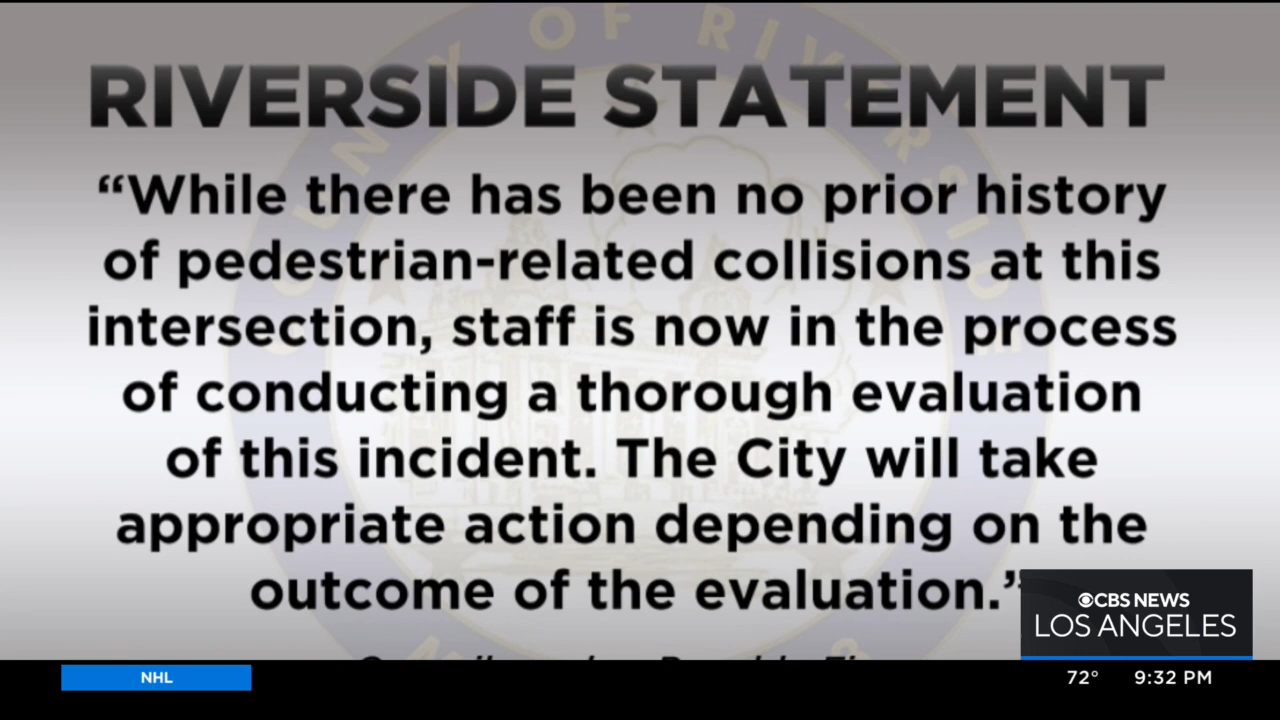 RIVERSIDE STATEMENT
“While there has been no prior history
of pedestrian-related collisions at this
intersection, staff is now in the process
of conducting a thorough evaluation
of this incident. The City will take
appropriate action depending on the
outcome of the evaluation.”
CBS NEWS
LOS ANGELES
NHL
72° 9:32 PM